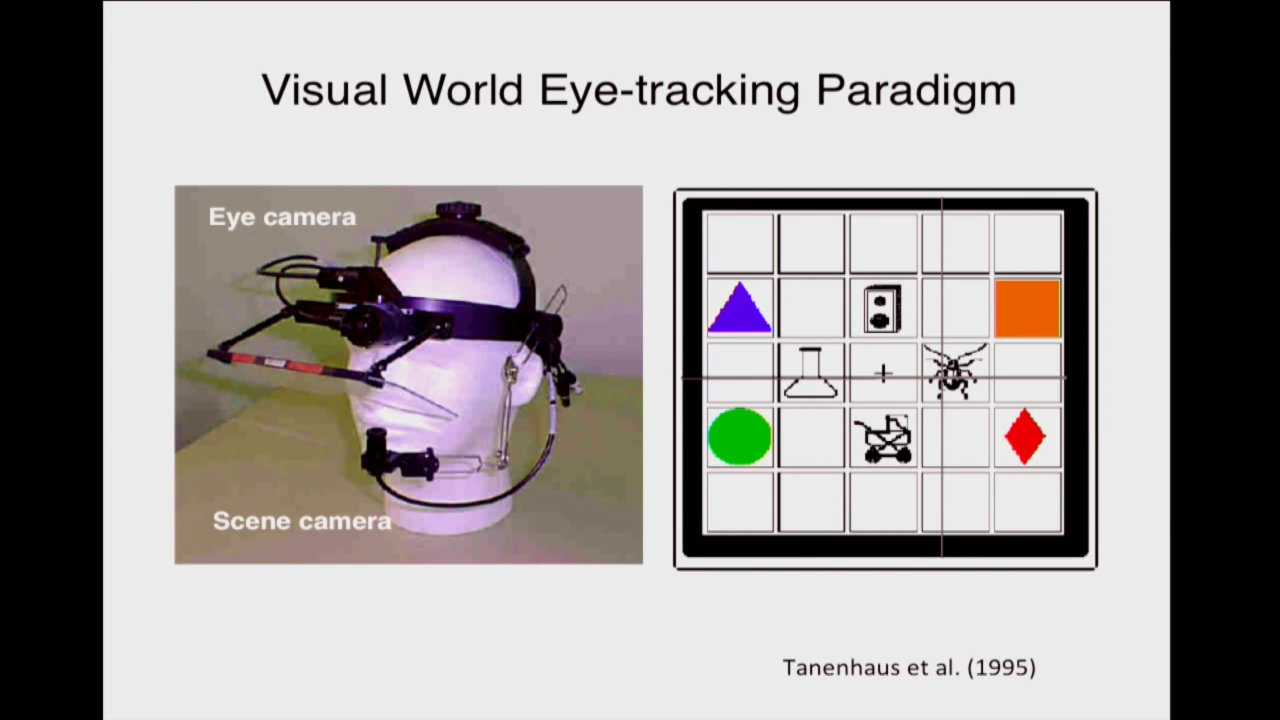 Visual World Eye-tracking Paradigm
Eye camera
Scene camera
Tanenhaus et al. (1995)